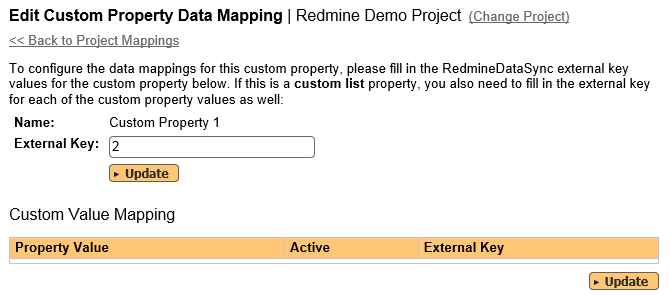 Edit Custom Property Data Mapping | Redmine Demo Project (Change Project)
<< Back to Project Mappings
To configure the data mappings for this custom property, please fill in the RedmineDataSync external key
values for the custom property below. If this is a custom list property, you also need to fill in the external key
for each of the custom property values as well:
Name: Custom Property 1
External Key: 2
Update
Custom Value Mapping
Property Value Active External Key
Update